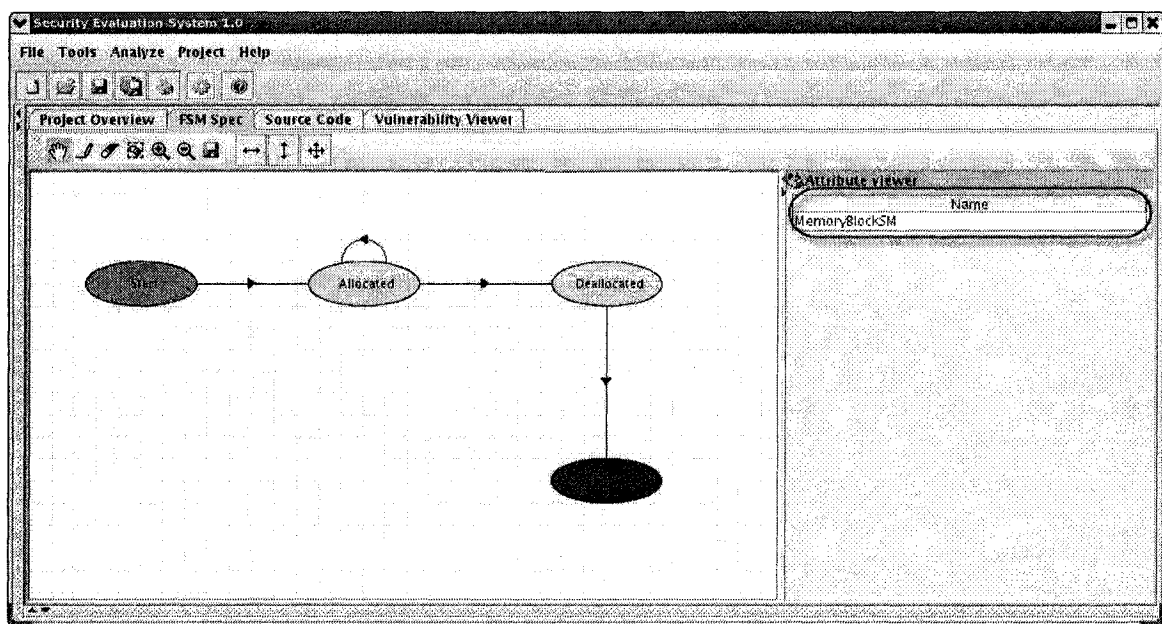 Security Evaluation System 1.0
File Tools Analyze Project Help
Project Overview FSM Spec Source Code Vulnerability Viewer
Attribute viewer
Name
MemoryBlockSM
Start Allocated Deallocated